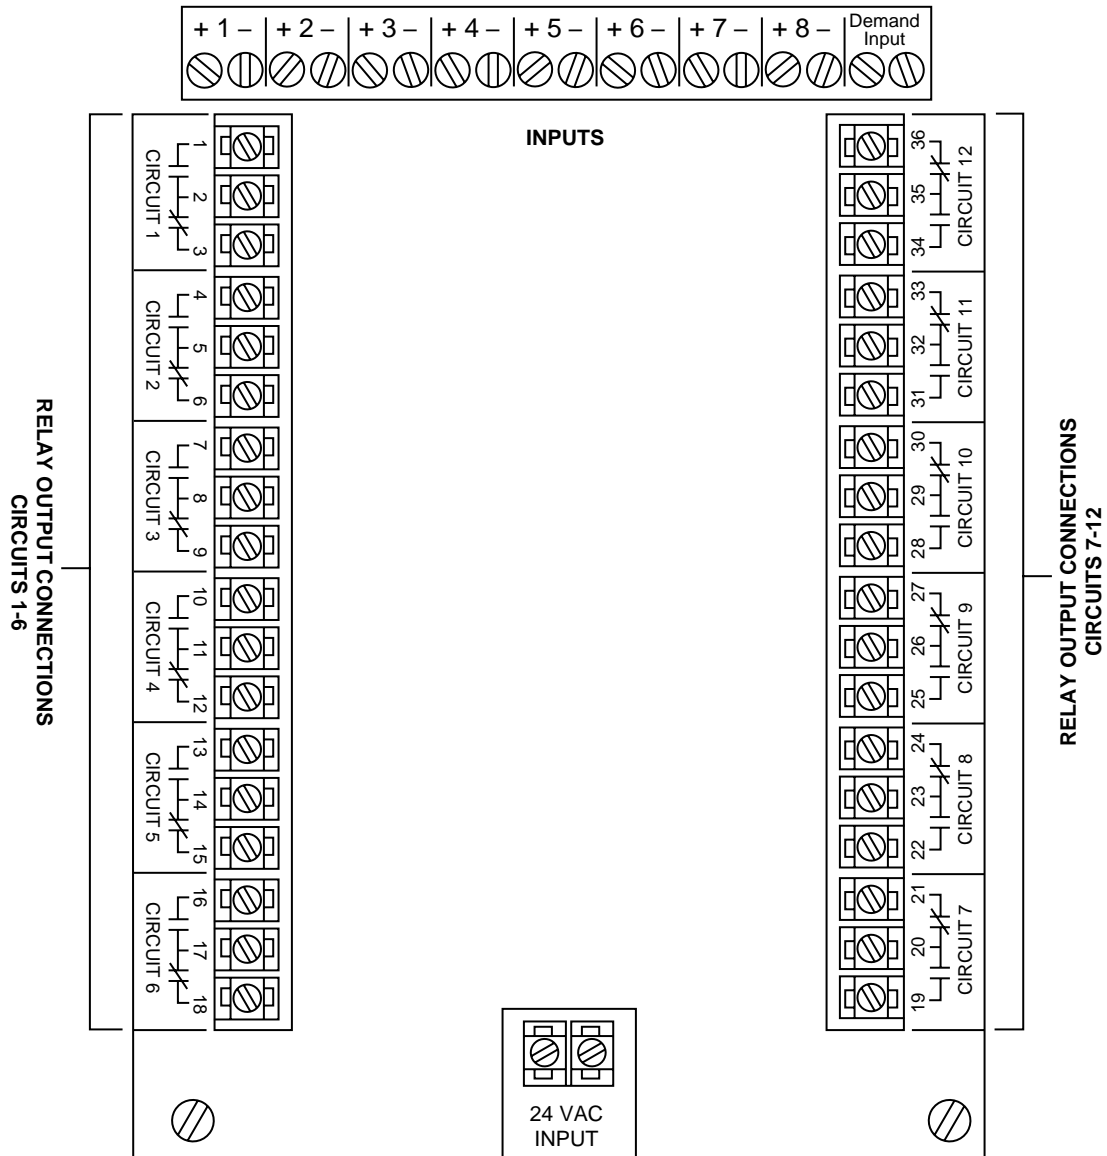 + 1 – + 2 – + 3 – + 4 – + 5 – + 6 – + 7 – + 8 – Demand Input
INPUTS
RELAY OUTPUT CONNECTIONS
CIRCUITS 1-6
CIRCUIT 1
1
2
3
CIRCUIT 2
4
5
6
CIRCUIT 3
7
8
9
CIRCUIT 4
10
11
12
CIRCUIT 5
13
14
15
CIRCUIT 6
16
17
18
36
35
34
CIRCUIT 12
33
32
31
CIRCUIT 11
30
29
28
CIRCUIT 10
27
26
25
CIRCUIT 9
24
23
22
CIRCUIT 8
21
20
19
CIRCUIT 7
RELAY OUTPUT CONNECTIONS
CIRCUITS 7-12
24 VAC
INPUT